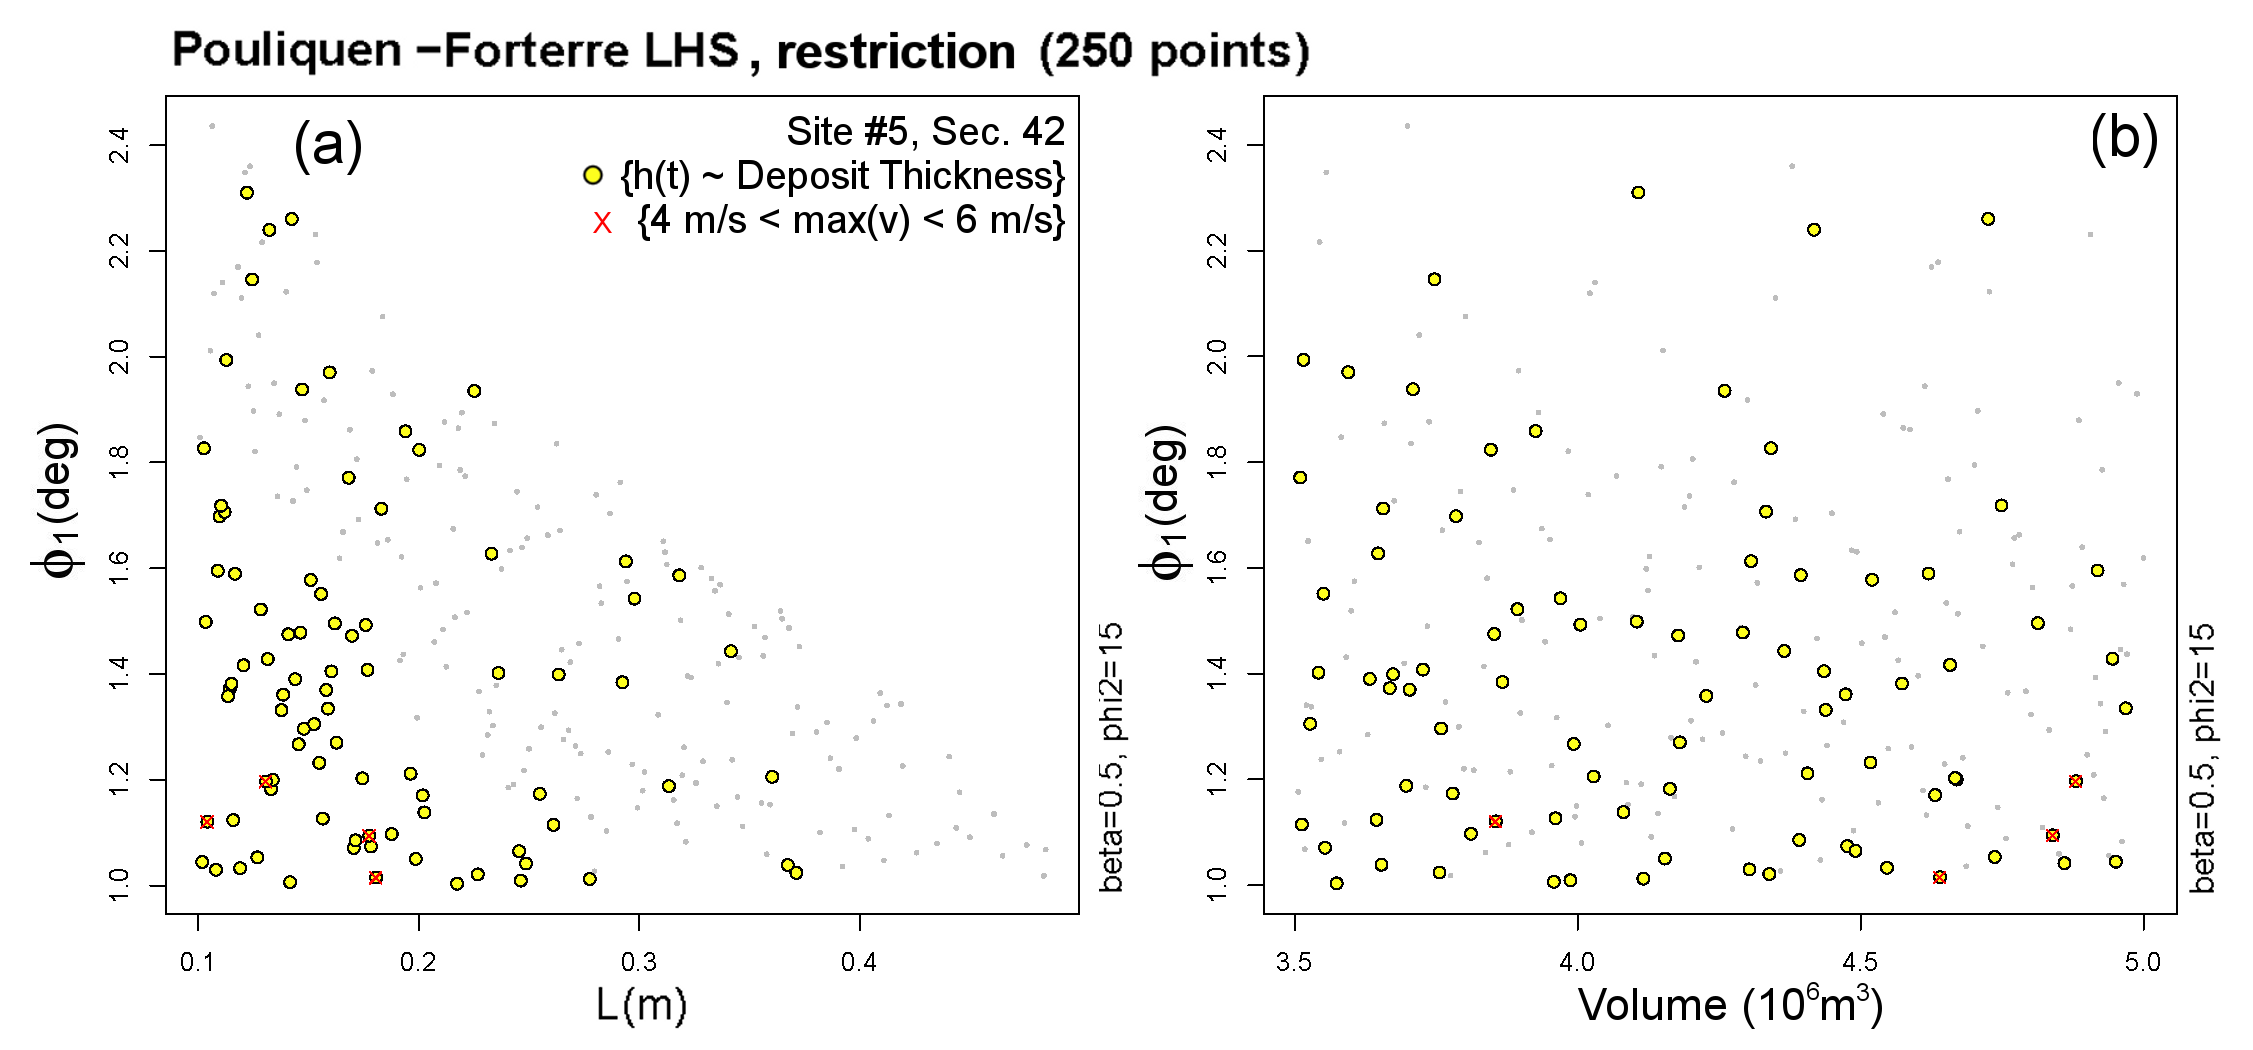 Pouliquen −Forterre LHS, restriction (250 points)
(a)
Site #5, Sec. 42
{h(t) ~ Deposit Thickness}
x {4 m/s < max(v) < 6 m/s}
2.4
2.2
2.0
1.8
1.6
1.4
1.2
1.0
ϕ1(deg)
0.1 0.2 0.3 0.4
L(m)
beta=0.5, phi2=15
(b)
2.4
2.2
2.0
1.8
1.6
1.4
1.2
1.0
ϕ1(deg)
3.5 4.0 4.5 5.0
Volume (10⁶m³)
beta=0.5, phi2=15